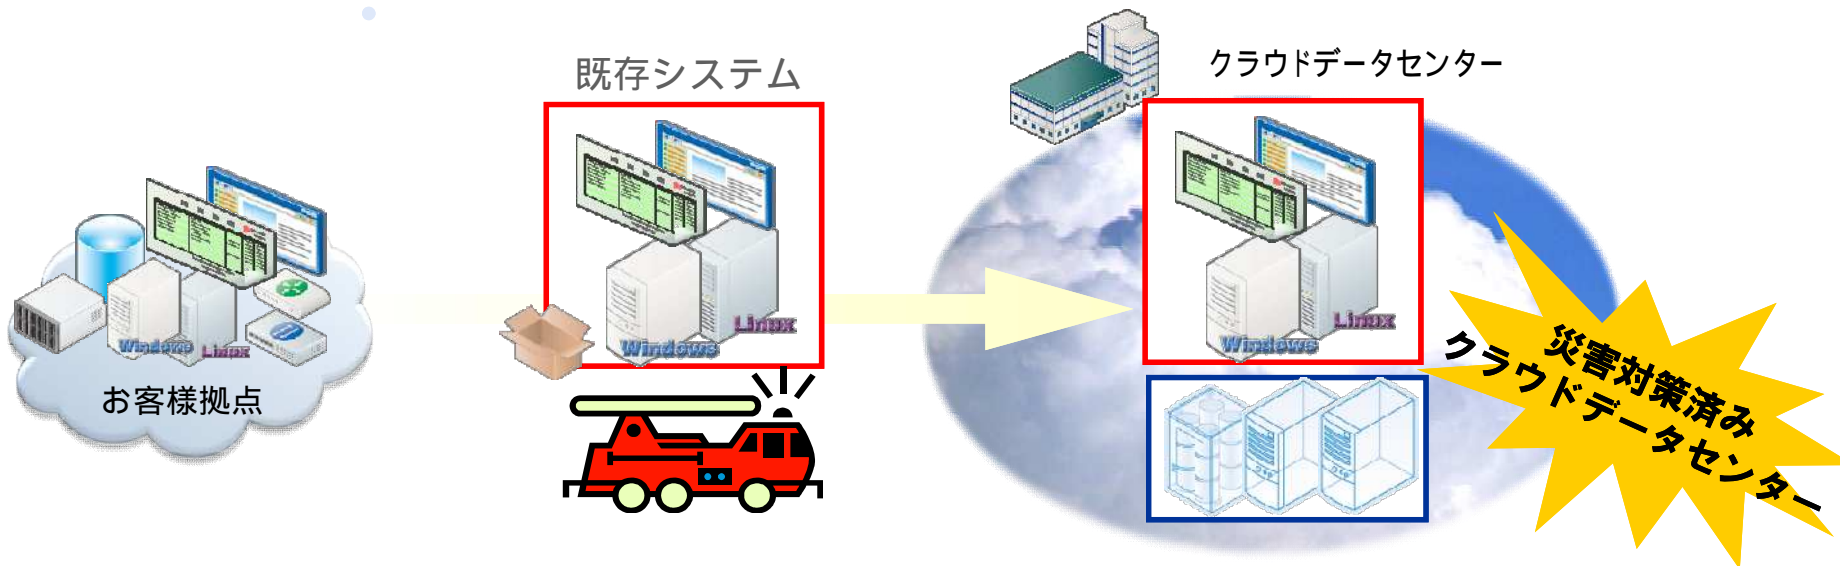 既存システム
クラウドデータセンター
Windows
Linux
お客様拠点
Windows
Linux
Windows
Linux
災害対策済み
クラウドデータセンター